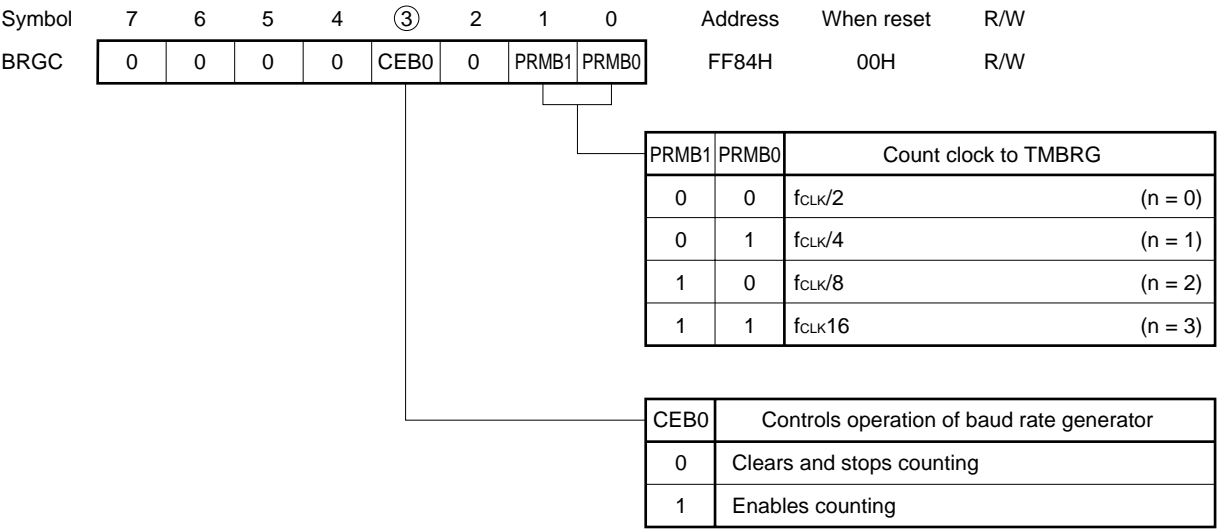 Symbol 7 6 5 4 ③ 2 1 0 Address When reset R/W
BRGC 0 0 0 0 CEB0 0 PRMB1 PRMB0 FF84H 00H R/W
PRMB1 PRMB0 Count clock to TMBRG
0 0 fCLK/2 (n = 0)
0 1 fCLK/4 (n = 1)
1 0 fCLK/8 (n = 2)
1 1 fCLK16 (n = 3)
CEB0 Controls operation of baud rate generator
0 Clears and stops counting
1 Enables counting